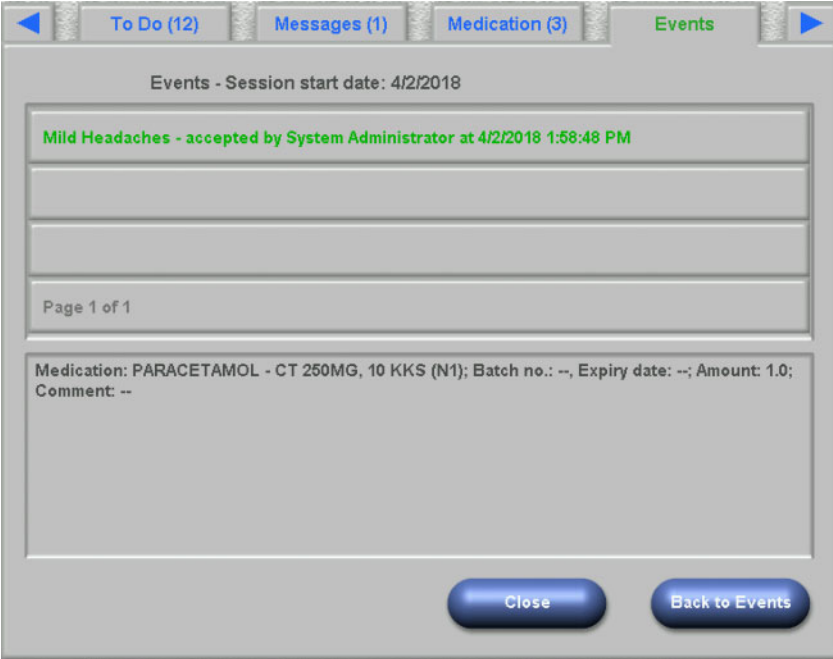 To Do (12) Messages (1) Medication (3) Events
Events - Session start date: 4/2/2018
Mild Headaches - accepted by System Administrator at 4/2/2018 1:58:48 PM
Page 1 of 1
Medication: PARACETAMOL - CT 250MG, 10 KKS (N1); Batch no.: --, Expiry date: --; Amount: 1.0;
Comment: --
Close Back to Events